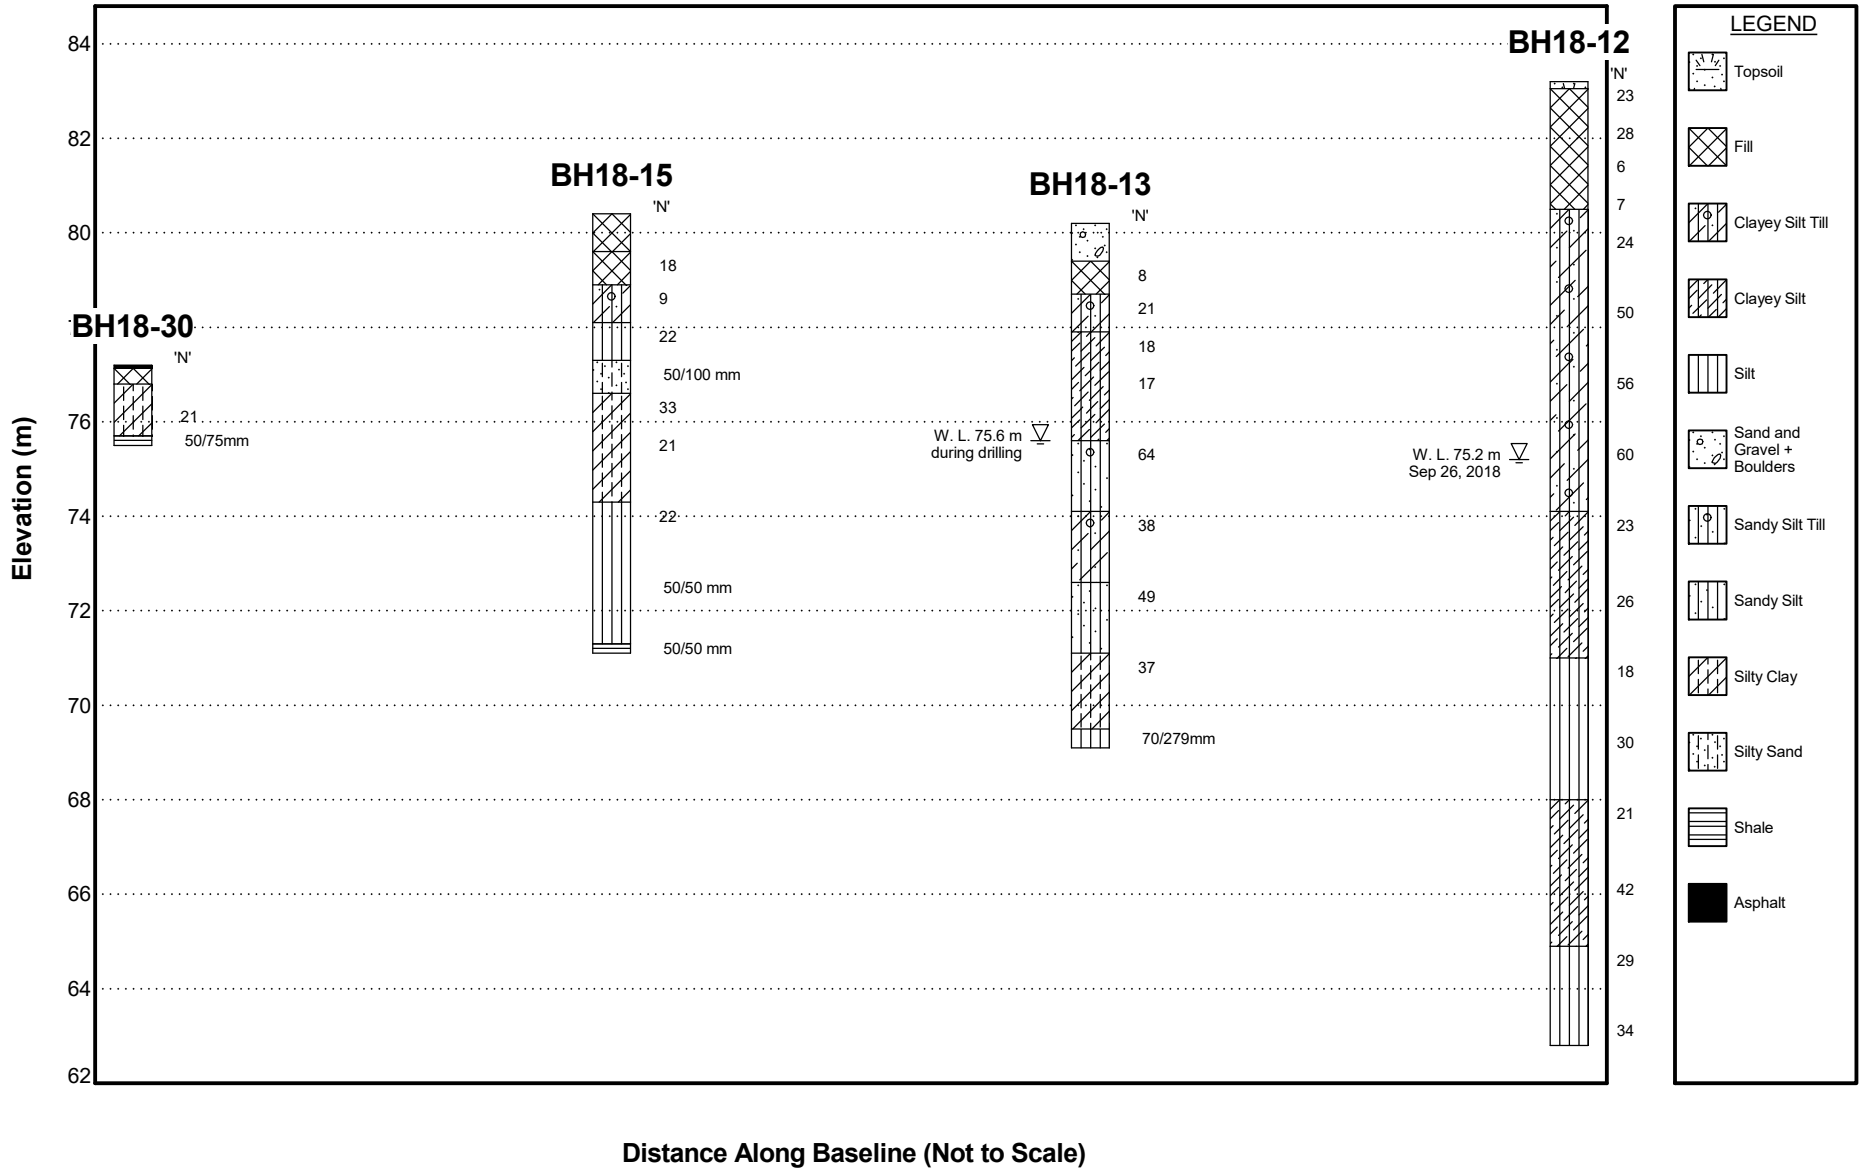 84
82
80
76
74
72
70
68
66
64
62
Elevation (m)
BH18-30
'N'
21
50/75mm
BH18-15
'N'
18
9
22
50/100 mm
33
21
22
50/50 mm
50/50 mm
BH18-13
'N'
8
21
18
17
64
38
49
37
70/279mm
W. L. 75.6 m
during drilling
BH18-12
'N'
23
28
6
7
24
50
56
60
23
26
18
30
21
42
29
34
W. L. 75.2 m
Sep 26, 2018
LEGEND
Topsoil
Fill
Clayey Silt Till
Clayey Silt
Silt
Sand and
Gravel +
Boulders
Sandy Silt Till
Sandy Silt
Silty Clay
Silty Sand
Shale
Asphalt
Distance Along Baseline (Not to Scale)